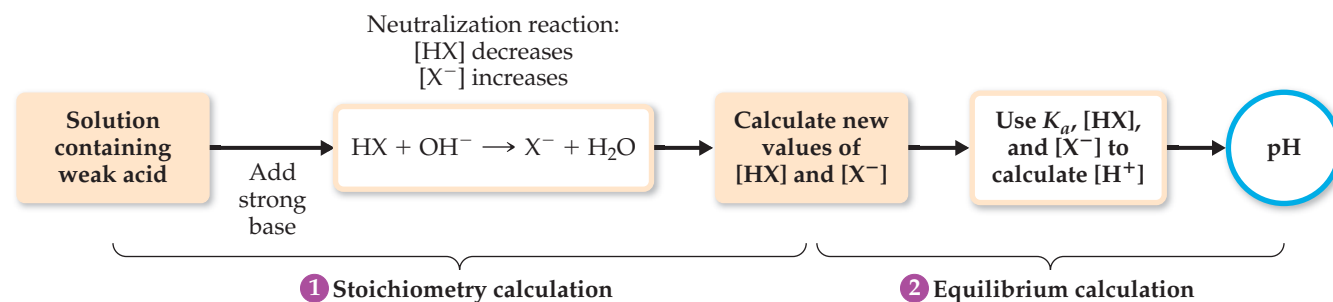 Neutralization reaction:
[HX] decreases
[X⁻] increases
Solution
containing
weak acid
Add
strong
base
HX + OH⁻ ⟶ X⁻ + H₂O
Calculate new
values of
[HX] and [X⁻]
Use Kₐ, [HX],
and [X⁻] to
calculate [H⁺]
pH
1 Stoichiometry calculation
2 Equilibrium calculation